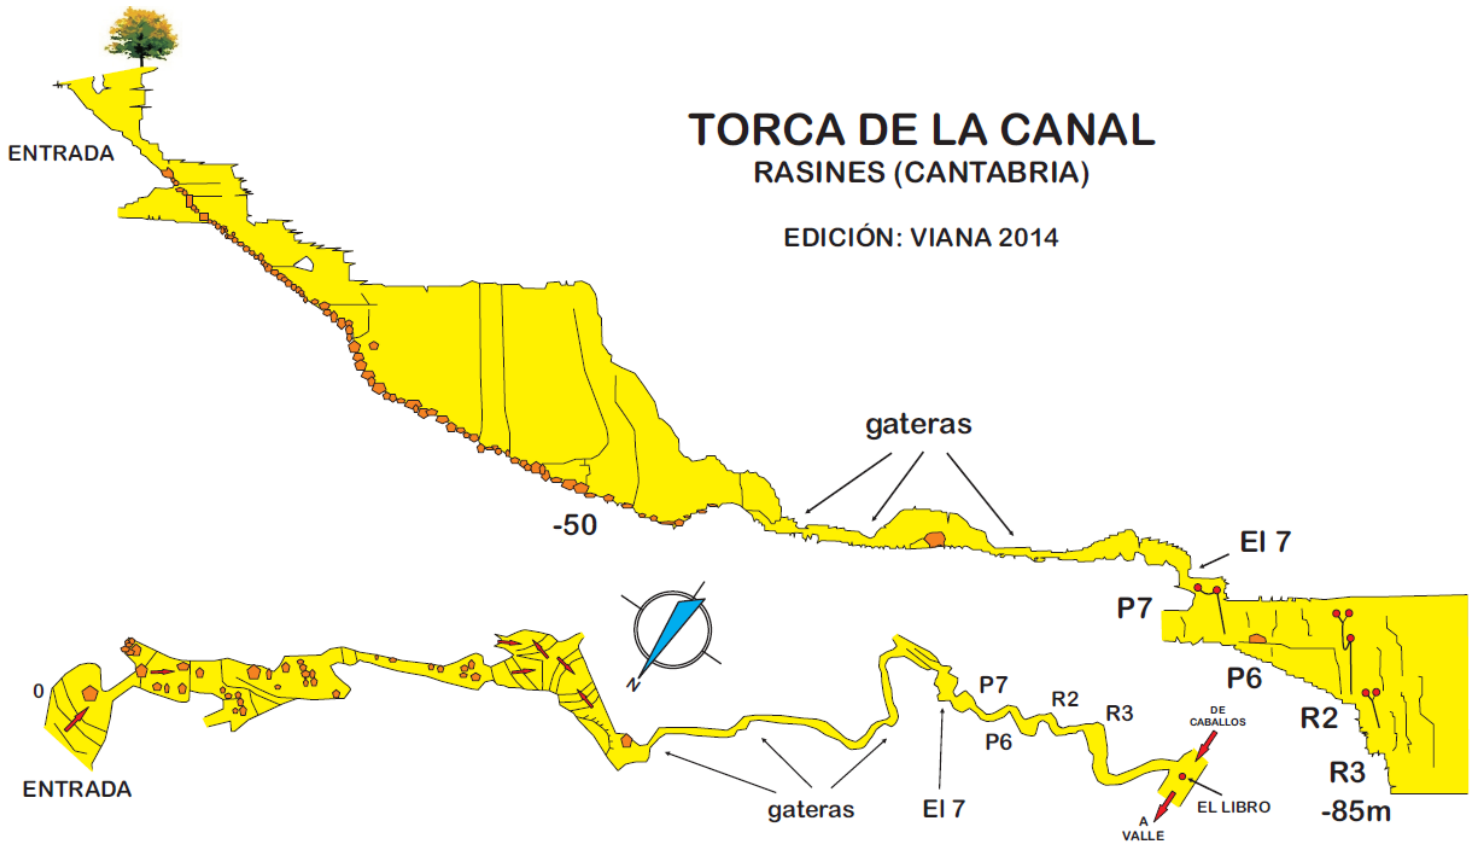 TORCA DE LA CANAL
RASINES (CANTABRIA)
EDICIÓN: VIANA 2014
ENTRADA
gateras
-50
El 7
P7
P6
R2
R3
-85m
N
0
ENTRADA
gateras
El 7
P7
P6
R2
R3
DE
CABALLOS
EL LIBRO
A
VALLE